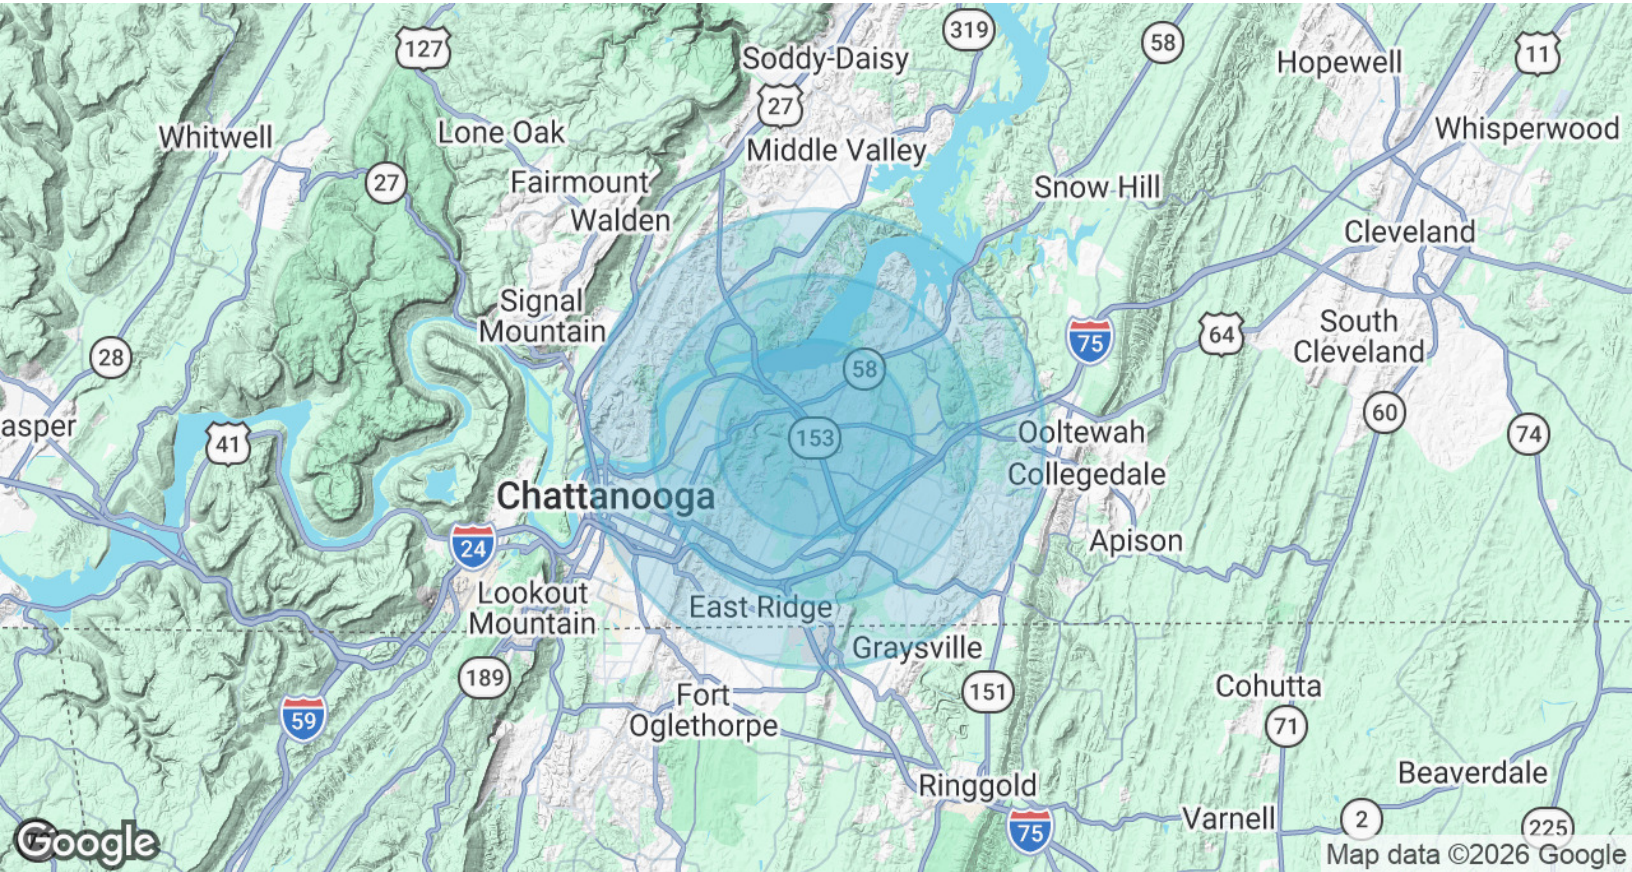 319
58
11
127
Soddy-Daisy
Hopewell
27
Whitwell
Lone Oak
Whisperwood
Middle Valley
27
Fairmount
Snow Hill
Walden
Cleveland
Signal
Mountain
75
64
South
Cleveland
28
58
60
asper
41
153
Ooltewah
74
Collegedale
Chattanooga
24
Apison
Lookout
Mountain
East Ridge
Graysville
189
151
Cohutta
Fort
Oglethorpe
59
71
Ringgold
Beaverdale
75
Varnell
2
225
Google
Map data ©2026 Google